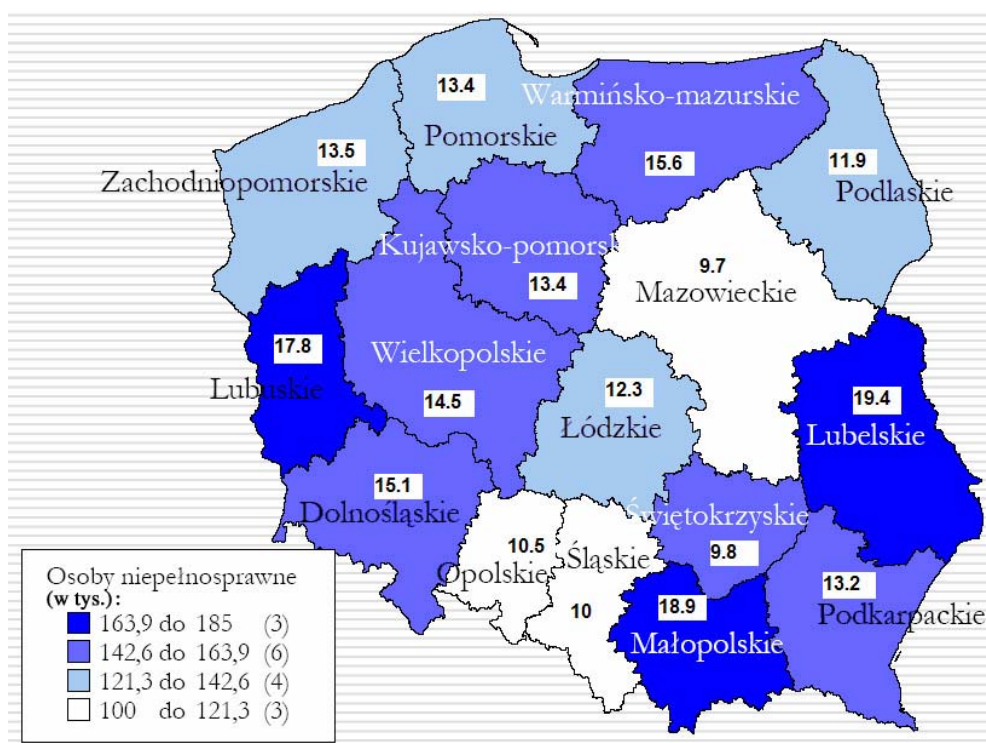 13.4
Warmińsko-mazurskie
Pomorskie
13.5
15.6
11.9
Zachodniopomorskie
Podlaskie
Kujawsko-pomorsk
9.7
13.4
Mazowieckie
17.8
Wielkopolskie
Lubuskie
14.5
12.3
19.4
Łódzkie
Lubelskie
15.1
Dolnośląskie
Świętokrzyskie
10.5
Śląskie
9.8
Opolskie
13.2
10
18.9
Podkarpackie
Małopolskie
Osoby niepełnosprawne
(w tys.):
163,9 do 185 (3)
142,6 do 163,9 (6)
121,3 do 142,6 (4)
100 do 121,3 (3)